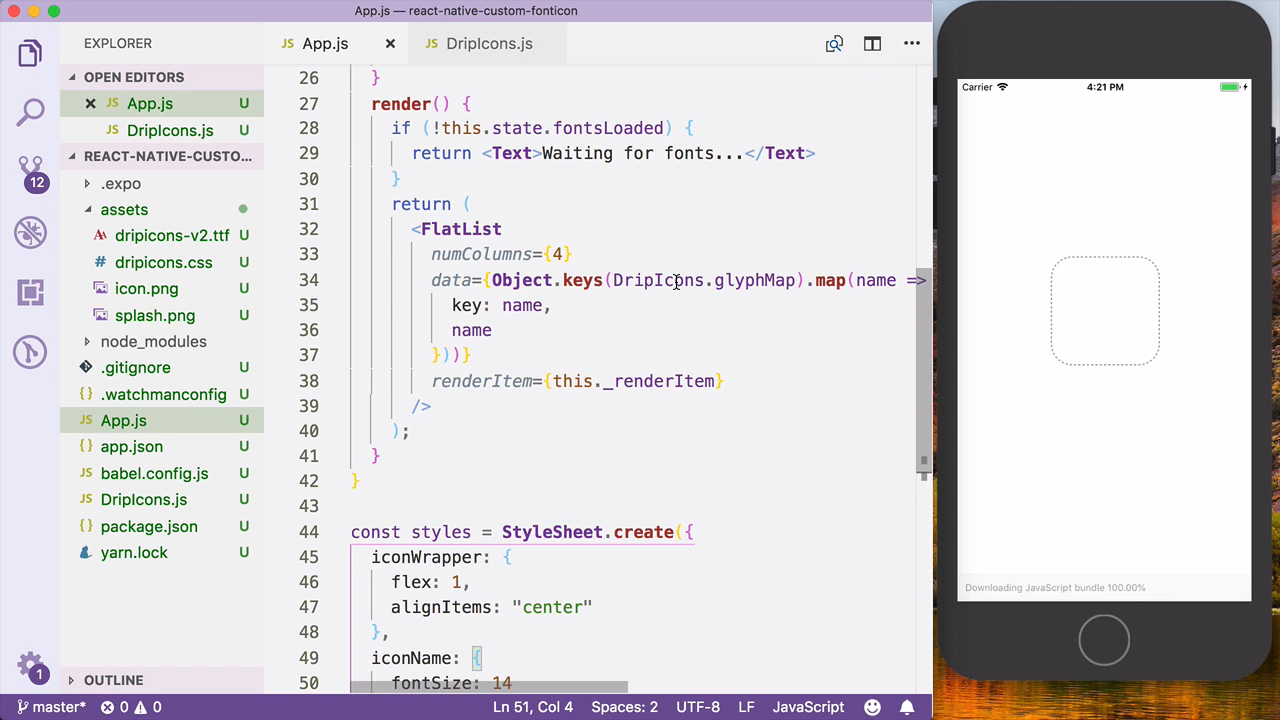 App.js — react-native-custom-fonticon
EXPLORER
OPEN EDITORS
App.js U
DripIcons.js U
REACT-NATIVE-CUSTO...
.expo
assets
dripicons-v2.ttf U
dripicons.css U
icon.png U
splash.png U
node_modules
.gitignore U
.watchmanconfig U
App.js U
app.json U
babel.config.js U
DripIcons.js U
package.json U
yarn.lock U
OUTLINE
12
1
JS App.js
JS DripIcons.js
26 }
27 render() {
28 if (!this.state.fontsLoaded) {
29 return <Text>Waiting for fonts...</Text>
30 }
31 return (
32 <FlatList
33 numColumns={4}
34 data={Object.keys(DripIcons.glyphMap).map(name =>
35 key: name,
36 name
37 }))}
38 renderItem={this._renderItem}
39 />
40 );
41 }
42 }
43
44 const styles = StyleSheet.create({
45 iconWrapper: {
46 flex: 1,
47 alignItems: "center"
48 },
49 iconName: {
50 fontSize: 14
master* 0 0 Ln 51, Col 4 Spaces: 2 UTF-8 LF JavaScript
Carrier 4:21 PM
Downloading JavaScript bundle 100.00%